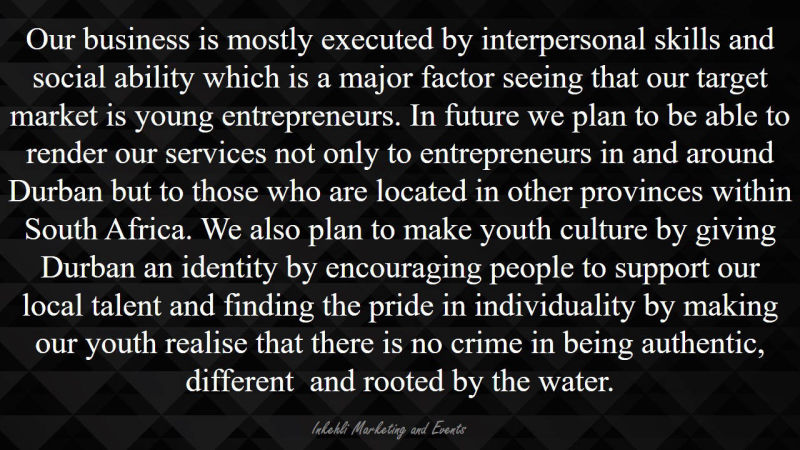 Our business is mostly executed by interpersonal skills and
social ability which is a major factor seeing that our target
market is young entrepreneurs. In future we plan to be able to
render our services not only to entrepreneurs in and around
Durban but to those who are located in other provinces within
South Africa. We also plan to make youth culture by giving
Durban an identity by encouraging people to support our
local talent and finding the pride in individuality by making
our youth realise that there is no crime in being authentic,
different  and rooted by the water.
Inkehli Marketing and Events